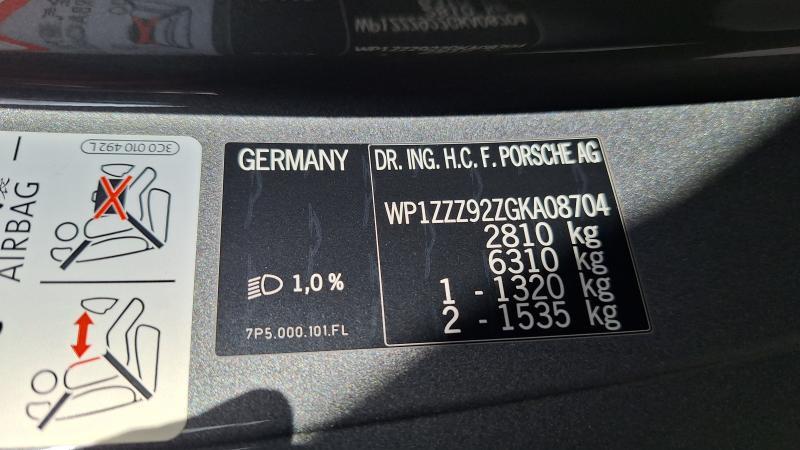 3C0 010 492 L
AIRBAG
GERMANY
1,0 %
7P5.000.101.FL
DR. ING. H.C. F. PORSCHE AG
WP1ZZZ92ZGKA08704
2810 kg
6310 kg
1 - 1320 kg
2 - 1535 kg